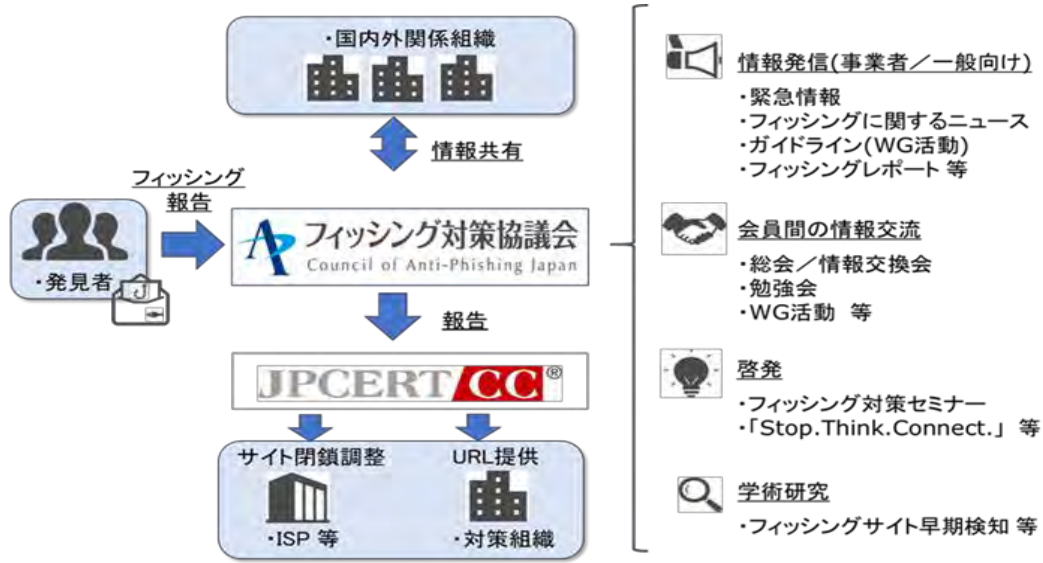 ・国内外関係組織
情報共有
フィッシング
報告
・発見者
フィッシング対策協議会
Council of Anti-Phishing Japan
報告
JPCERT/CC®
サイト閉鎖調整
・ISP 等
URL提供
・対策組織
情報発信(事業者／一般向け)
・緊急情報
・フィッシングに関するニュース
・ガイドライン(WG活動)
・フィッシングレポート 等
会員間の情報交流
・総会／情報交換会
・勉強会
・WG活動 等
啓発
・フィッシング対策セミナー
・「Stop.Think.Connect.」 等
学術研究
・フィッシングサイト早期検知 等